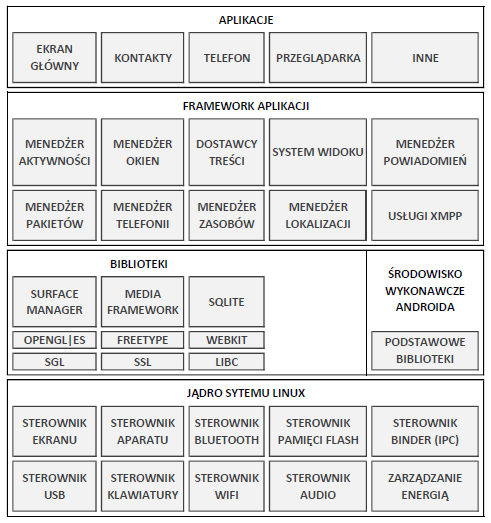 APLIKACJE
EKRAN
GŁÓWNY
KONTAKTY
TELEFON
PRZEGLĄDARKA
INNE
FRAMEWORK APLIKACJI
MENEDŻER
AKTYWNOŚCI
MENEDŻER
OKIEN
DOSTAWCY
TREŚCI
SYSTEM WIDOKU
MENEDŻER
POWIADOMIEŃ
MENEDŻER
PAKIETÓW
MENEDŻER
TELEFONII
MENEDŻER
ZASOBÓW
MENEDŻER
LOKALIZACJI
USŁUGI XMPP
BIBLIOTEKI
SURFACE
MANAGER
MEDIA
FRAMEWORK
SQLITE
OPENGL|ES
FREETYPE
WEBKIT
SGL
SSL
LIBC
ŚRODOWISKO
WYKONAWCZE
ANDROIDA
PODSTAWOWE
BIBLIOTEKI
JĄDRO SYTEMU LINUX
STEROWNIK
EKRANU
STEROWNIK
APARATU
STEROWNIK
BLUETOOTH
STEROWNIK
PAMIĘCI FLASH
STEROWNIK
BINDER (IPC)
STEROWNIK
USB
STEROWNIK
KLAWIATURY
STEROWNIK
WIFI
STEROWNIK
AUDIO
ZARZĄDZANIE
ENERGIĄ